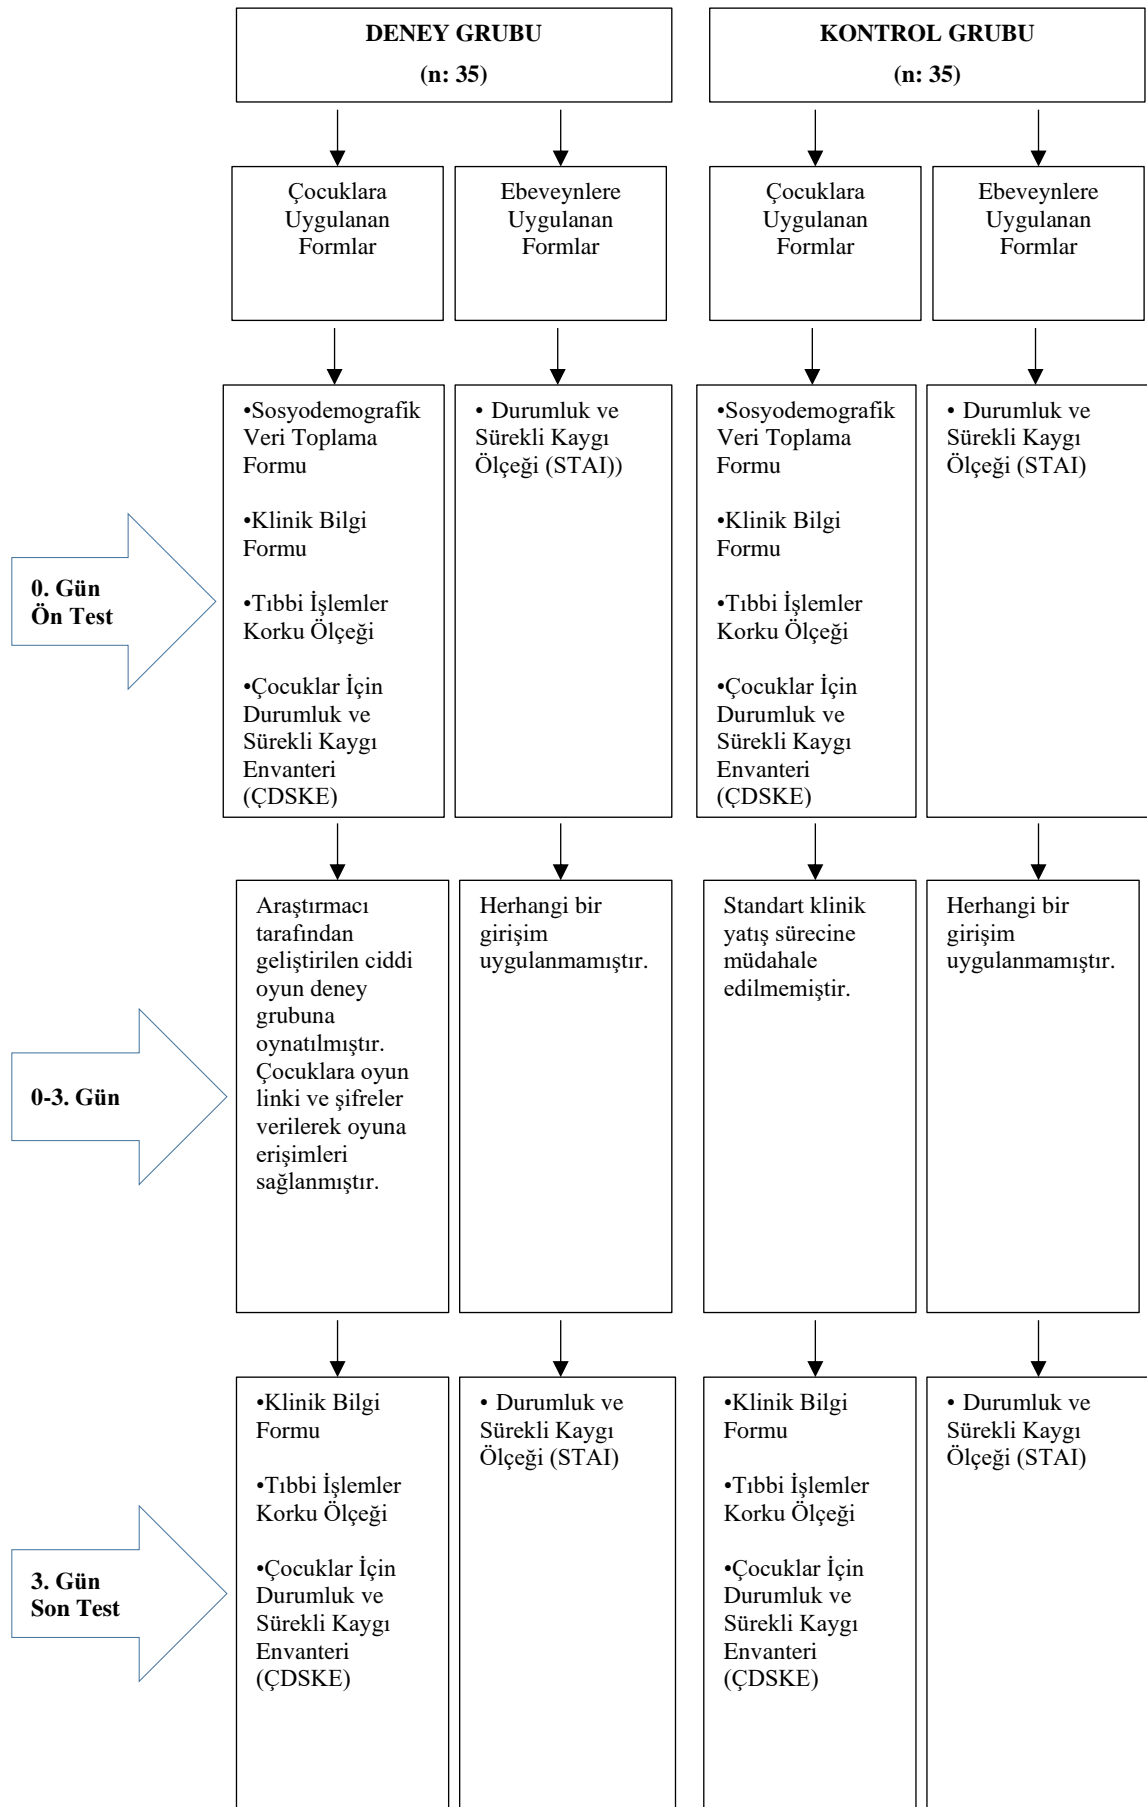 DENEY GRUBU
(n: 35)
KONTROL GRUBU
(n: 35)
Çocuklara
Uygulanan
Formlar
Ebeveynlere
Uygulanan
Formlar
Çocuklara
Uygulanan
Formlar
Ebeveynlere
Uygulanan
Formlar
0. Gün
Ön Test
•Sosyodemografik
Veri Toplama
Formu
•Klinik Bilgi
Formu
•Tıbbi İşlemler
Korku Ölçeği
•Çocuklar İçin
Durumluk ve
Sürekli Kaygı
Envanteri
(ÇDSKE)
• Durumluk ve
Sürekli Kaygı
Ölçeği (STAI))
•Sosyodemografik
Veri Toplama
Formu
•Klinik Bilgi
Formu
•Tıbbi İşlemler
Korku Ölçeği
•Çocuklar İçin
Durumluk ve
Sürekli Kaygı
Envanteri
(ÇDSKE)
• Durumluk ve
Sürekli Kaygı
Ölçeği (STAI)
0-3. Gün
Araştırmacı
tarafından
geliştirilen ciddi
oyun deney
grubuna
oynatılmıştır.
Çocuklara oyun
linki ve şifreler
verilerek oyuna
erişimleri
sağlanmıştır.
Herhangi bir
girişim
uygulanmamıştır.
Standart klinik
yatış sürecine
müdahale
edilmemiştir.
Herhangi bir
girişim
uygulanmamıştır.
3. Gün
Son Test
•Klinik Bilgi
Formu
•Tıbbi İşlemler
Korku Ölçeği
•Çocuklar İçin
Durumluk ve
Sürekli Kaygı
Envanteri
(ÇDSKE)
• Durumluk ve
Sürekli Kaygı
Ölçeği (STAI)
•Klinik Bilgi
Formu
•Tıbbi İşlemler
Korku Ölçeği
•Çocuklar İçin
Durumluk ve
Sürekli Kaygı
Envanteri
(ÇDSKE)
• Durumluk ve
Sürekli Kaygı
Ölçeği (STAI)